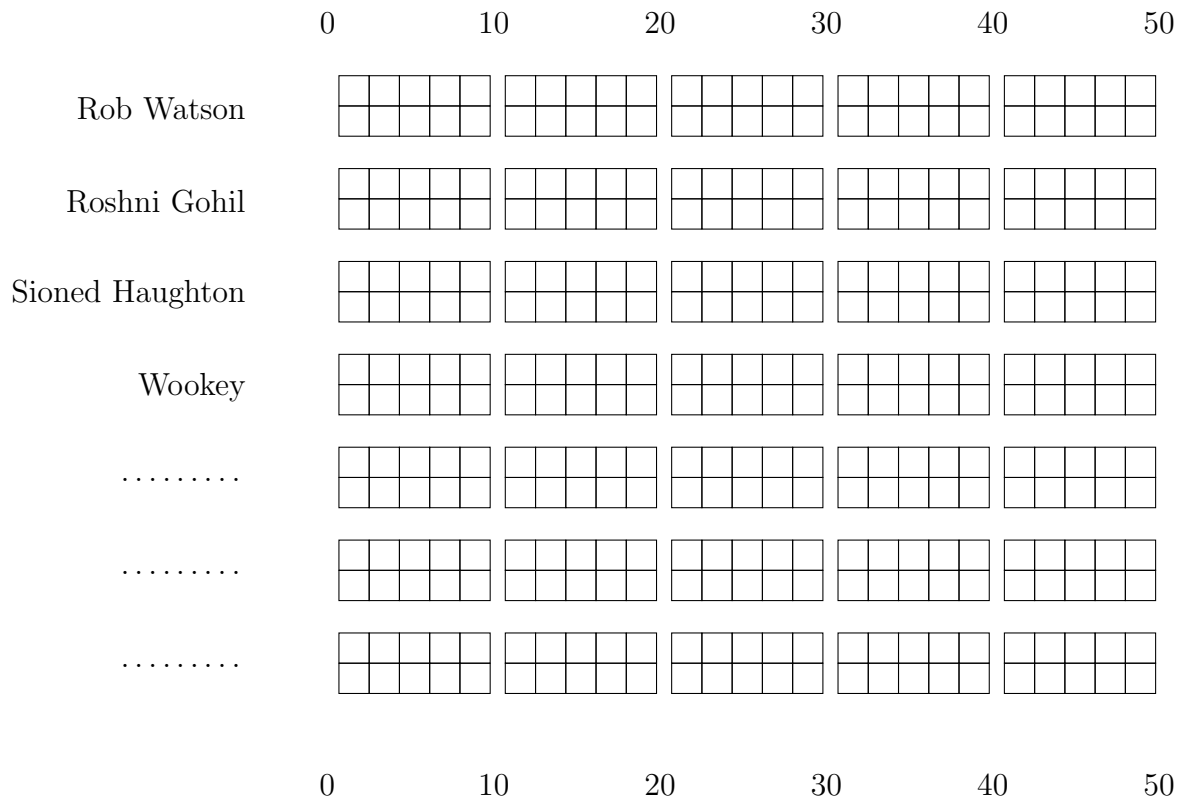 0 10 20 30 40 50
Rob Watson
Roshni Gohil
Sioned Haughton
Wookey
.........
.........
.........
0 10 20 30 40 50